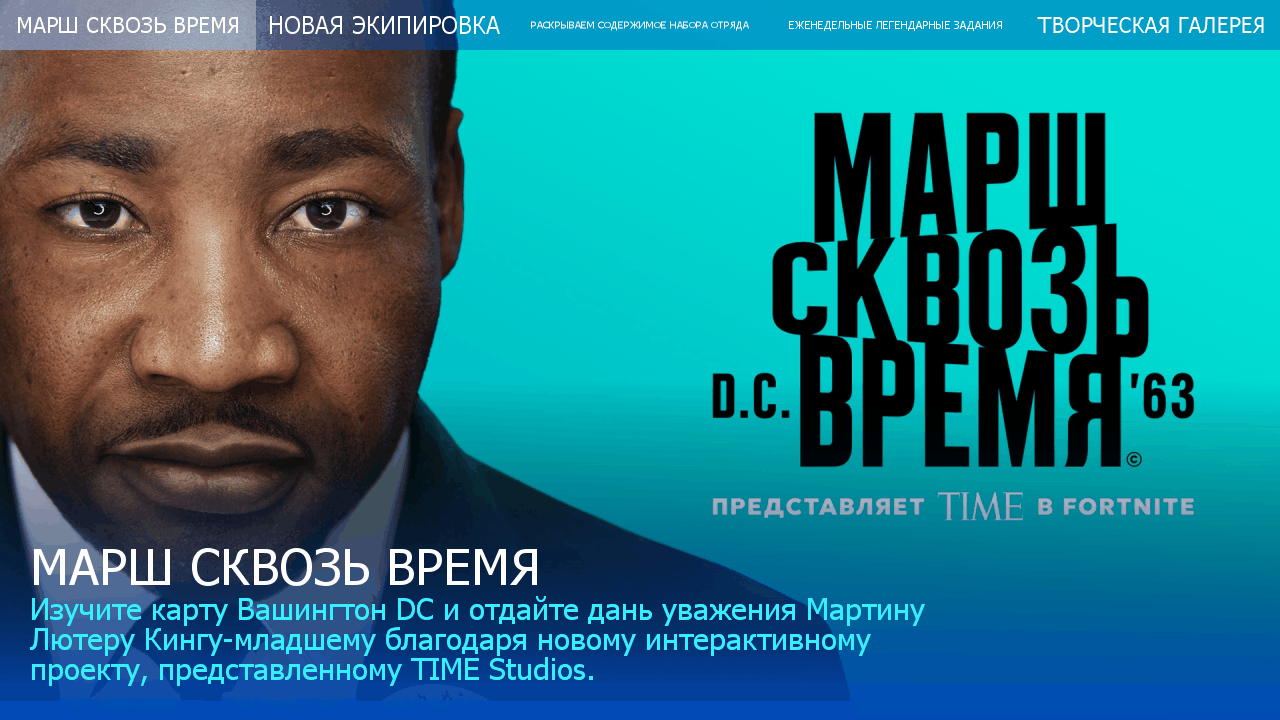 МАРШ СКВОЗЬ ВРЕМЯ
НОВАЯ ЭКИПИРОВКА
РАСКРЫВАЕМ СОДЕРЖИМОЕ НАБОРА ОТРЯДА
ЕЖЕНЕДЕЛЬНЫЕ ЛЕГЕНДАРНЫЕ ЗАДАНИЯ
ТВОРЧЕСКАЯ ГАЛЕРЕЯ
МАРШ
СКВОЗЬ
D.C. ВРЕМЯ '63
©
ПРЕДСТАВЛЯЕТ TIME В FORTNITE
МАРШ СКВОЗЬ ВРЕМЯ
Изучите карту Вашингтон DC и отдайте дань уважения Мартину
Лютеру Кингу-младшему благодаря новому интерактивному
проекту, представленному TIME Studios.